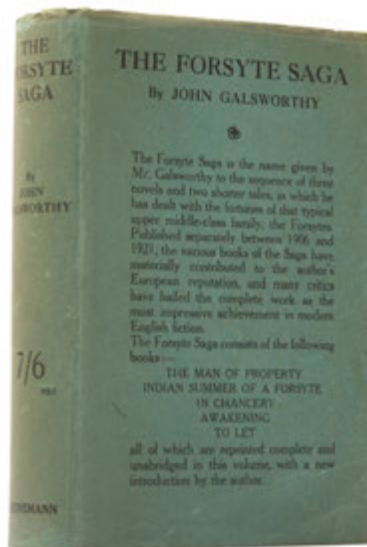 THE
FORSYTE
SAGA
By
JOHN
GALSWORTHY
7/6
NET
HEINEMANN
THE FORSYTE SAGA
By JOHN GALSWORTHY
The Forsyte Saga is the name given by
Mr. Galsworthy to the sequence of three
novels and two shorter tales, in which he
has dealt with the fortunes of that typical
upper middle-class family, the Forsytes.
Published separately between 1906 and
1921, the various books of the Saga have
materially contributed to the author's
European reputation, and many critics
have hailed the complete work as the
most impressive achievement in modern
English fiction.
The Forsyte Saga consists of the following
books:—
THE MAN OF PROPERTY
INDIAN SUMMER OF A FORSYTE
IN CHANCERY
AWAKENING
TO LET
all of which are reprinted complete and
unabridged in this volume, with a new
introduction by the author.